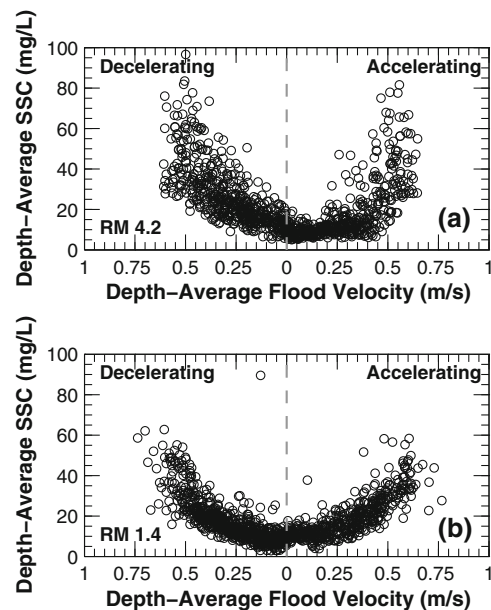 Depth−Average SSC (mg/L)
100
80
60
40
20
0
Decelerating
Accelerating
RM 4.2
(a)
1 0.75 0.5 0.25 0 0.25 0.5 0.75 1
Depth−Average Flood Velocity (m/s)
Depth−Average SSC (mg/L)
100
80
60
40
20
0
Decelerating
Accelerating
RM 1.4
(b)
1 0.75 0.5 0.25 0 0.25 0.5 0.75 1
Depth−Average Flood Velocity (m/s)